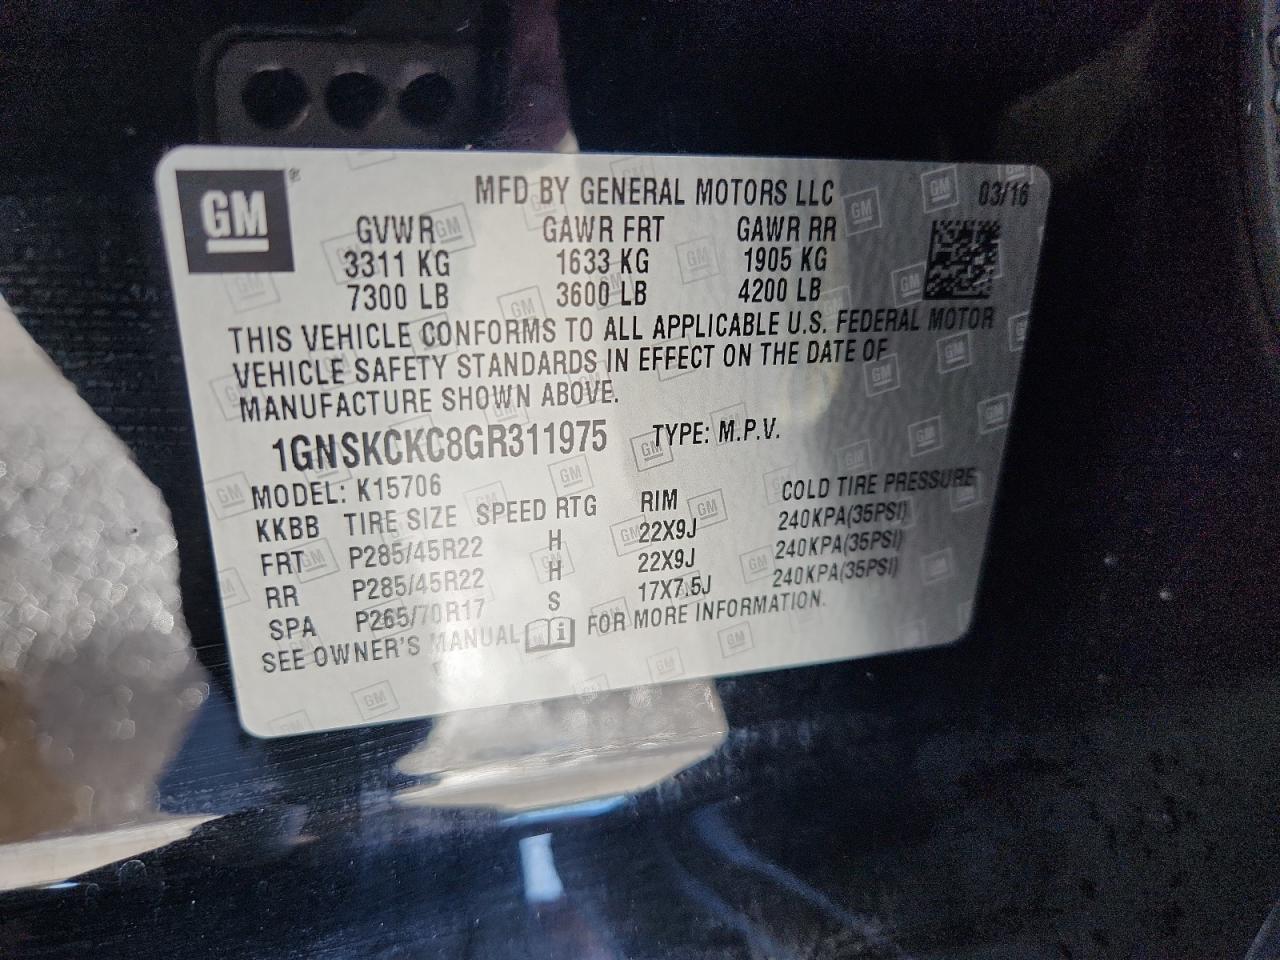 GM®
MFD BY GENERAL MOTORS LLC 03/16
GVWR GAWR FRT GAWR RR
3311 KG 1633 KG 1905 KG
7300 LB 3600 LB 4200 LB
THIS VEHICLE CONFORMS TO ALL APPLICABLE U.S. FEDERAL MOTOR
VEHICLE SAFETY STANDARDS IN EFFECT ON THE DATE OF
MANUFACTURE SHOWN ABOVE.
1GNSKCKC8GR311975 TYPE: M.P.V.
MODEL: K15706
KKBB TIRE SIZE SPEED RTG RIM COLD TIRE PRESSURE
FRT P285/45R22 H 22X9J 240KPA(35PSI)
RR P285/45R22 H 22X9J 240KPA(35PSI)
SPA P265/70R17 S 17X7.5J 240KPA(35PSI)
SEE OWNER'S MANUAL i FOR MORE INFORMATION.